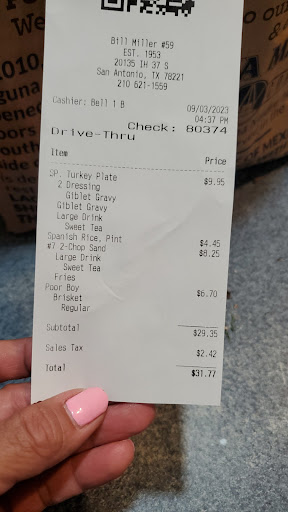 Bill Miller #59
EST. 1953
20135 IH 37 S
San Antonio, TX 78221
210 621-1559
Cashier: Bell 1 B
09/03/2023
04:37 PM
Check: 80374
Drive-Thru
Item Price
SP. Turkey Plate $9.95
2 Dressing
Giblet Gravy
Giblet Gravy
Large Drink
Sweet Tea
Spanish Rice, Pint $4.45
#7 2-Chop Sand $8.25
Large Drink
Sweet Tea
Fries
Poor Boy $6.70
Brisket
Regular
Subtotal $29.35
Sales Tax $2.42
Total $31.77